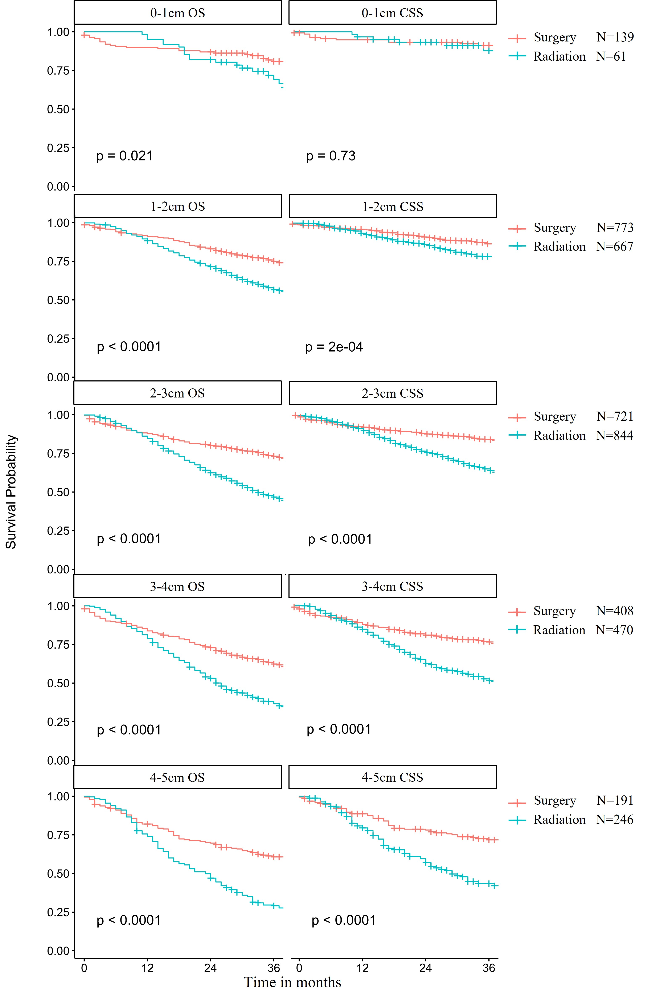 0-1cm OS
0-1cm CSS
1.00
0.75
0.50
0.25
0.00
p = 0.021
p = 0.73
Surgery N=139
Radiation N=61
1-2cm OS
1-2cm CSS
1.00
0.75
0.50
0.25
0.00
p < 0.0001
p = 2e-04
Surgery N=773
Radiation N=667
2-3cm OS
2-3cm CSS
1.00
0.75
0.50
0.25
0.00
p < 0.0001
p < 0.0001
Surgery N=721
Radiation N=844
Survival Probability
3-4cm OS
3-4cm CSS
1.00
0.75
0.50
0.25
0.00
p < 0.0001
p < 0.0001
Surgery N=408
Radiation N=470
4-5cm OS
4-5cm CSS
1.00
0.75
0.50
0.25
0.00
p < 0.0001
p < 0.0001
Surgery N=191
Radiation N=246
0 12 24 36
0 12 24 36
Time in months